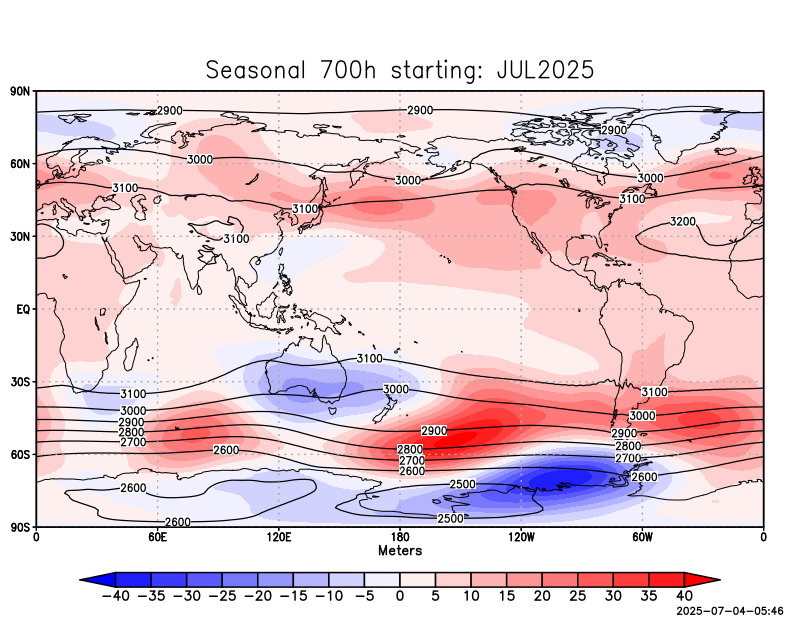 Seasonal 700h starting: JUL2025
90N
2900 2900
2900
60N
3000
3000 3000
3100 3100
3100
3200
30N
3100
EQ
3100
30S
3100 3000 3100
3000 3000
2900 2900 2900
2800
2700 2800
2600 2700 2700
60S
2600 2600
2600 2500
2600 2500
90S
0 60E 120E 180 120W 60W 0
Meters
−40 −35 −30 −25 −20 −15 −10 −5 0 5 10 15 20 25 30 35 40
2025-07-04-05:46